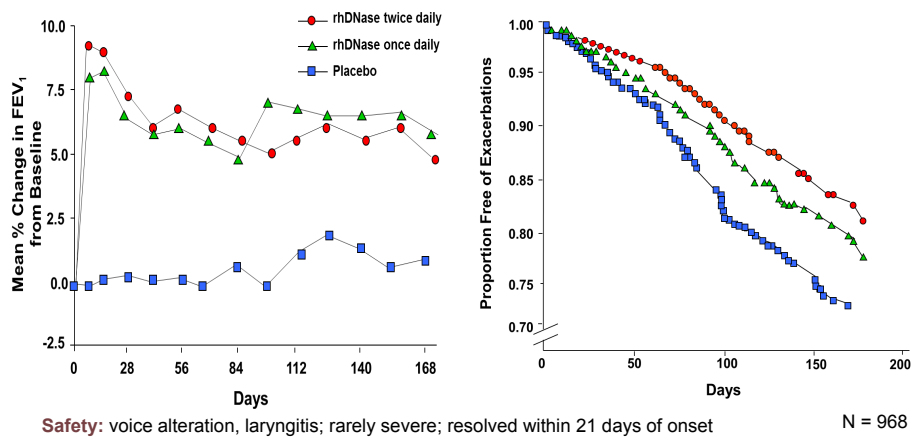 rhDNase twice daily
rhDNase once daily
Placebo
Mean % Change in FEV1
from Baseline
10.0
7.5
5.0
2.5
0.0
-2.5
0 28 56 84 112 140 168
Days
Proportion Free of Exacerbations
1.00
0.95
0.90
0.85
0.80
0.75
0.70
0 50 100 150 200
Days
Safety: voice alteration, laryngitis; rarely severe; resolved within 21 days of onset
N = 968